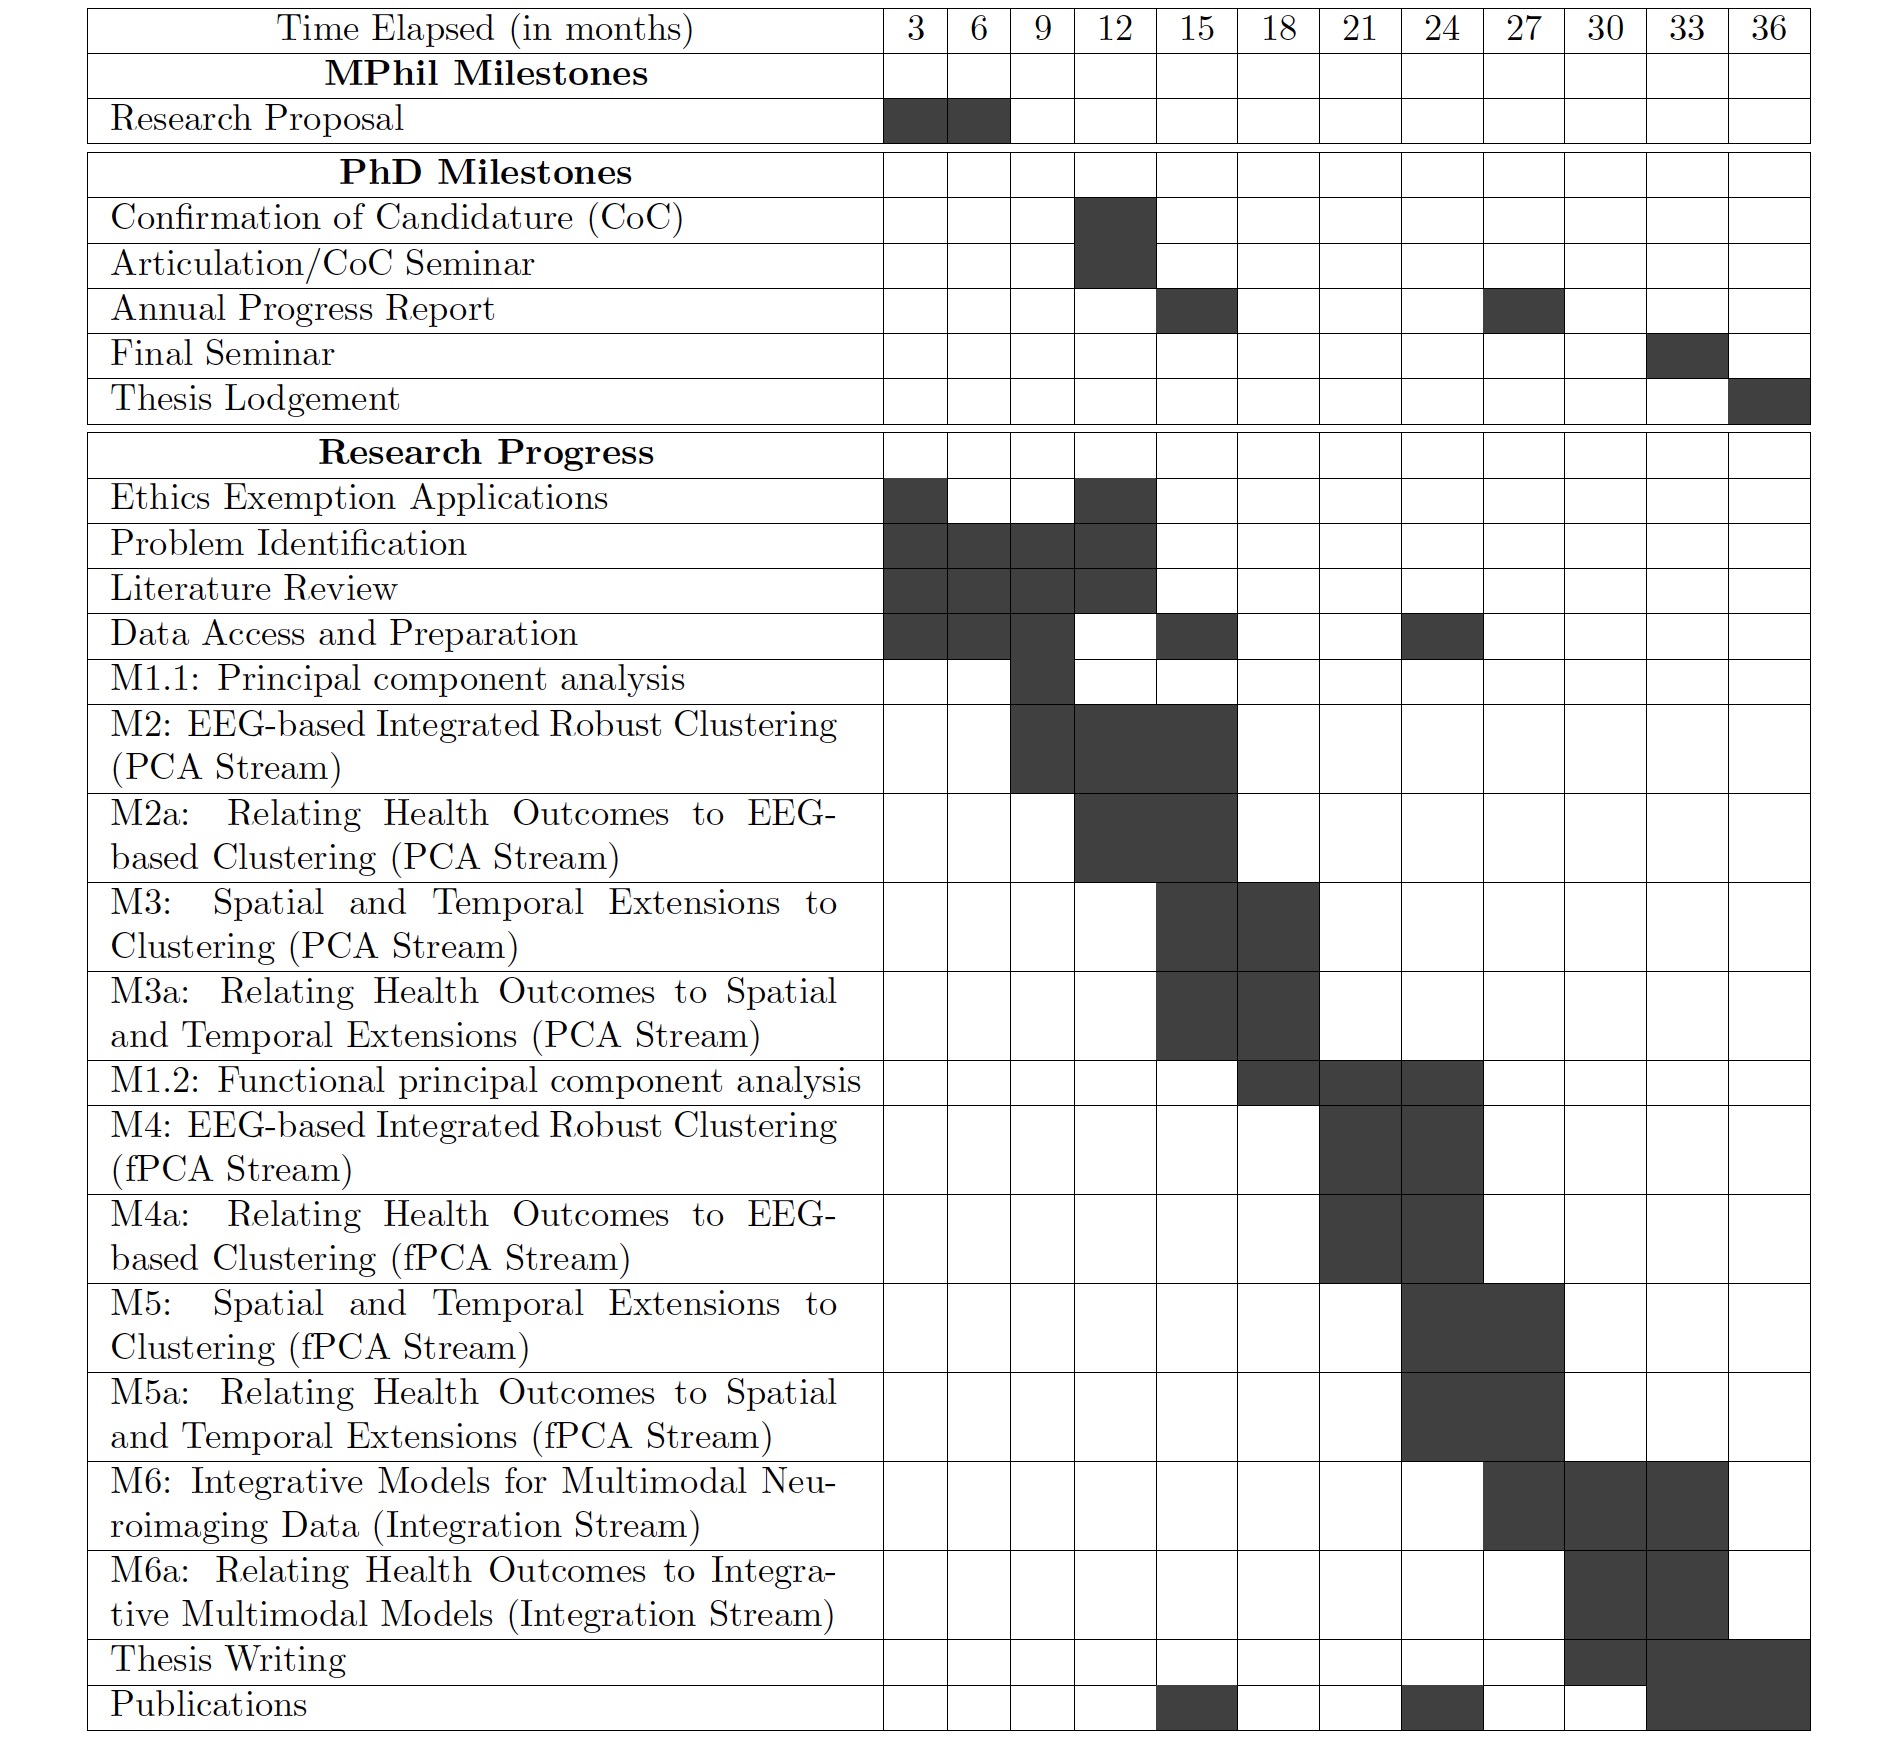 Time Elapsed (in months) 3 6 9 12 15 18 21 24 27 30 33 36
MPhil Milestones
Research Proposal
PhD Milestones
Confirmation of Candidature (CoC)
Articulation/CoC Seminar
Annual Progress Report
Final Seminar
Thesis Lodgement
Research Progress
Ethics Exemption Applications
Problem Identification
Literature Review
Data Access and Preparation
M1.1: Principal component analysis
M2: EEG-based Integrated Robust Clustering
(PCA Stream)
M2a: Relating Health Outcomes to EEG-
based Clustering (PCA Stream)
M3: Spatial and Temporal Extensions to
Clustering (PCA Stream)
M3a: Relating Health Outcomes to Spatial
and Temporal Extensions (PCA Stream)
M1.2: Functional principal component analysis
M4: EEG-based Integrated Robust Clustering
(fPCA Stream)
M4a: Relating Health Outcomes to EEG-
based Clustering (fPCA Stream)
M5: Spatial and Temporal Extensions to
Clustering (fPCA Stream)
M5a: Relating Health Outcomes to Spatial
and Temporal Extensions (fPCA Stream)
M6: Integrative Models for Multimodal Neu-
roimaging Data (Integration Stream)
M6a: Relating Health Outcomes to Integra-
tive Multimodal Models (Integration Stream)
Thesis Writing
Publications